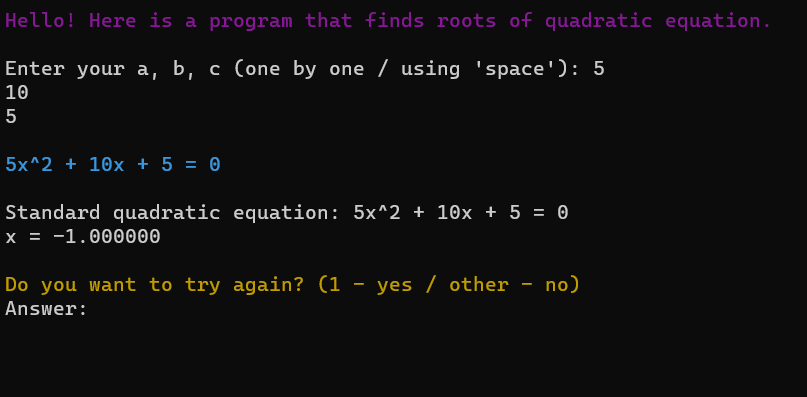 Hello! Here is a program that finds roots of quadratic equation.
Enter your a, b, c (one by one / using 'space'): 5
10
5
5x^2 + 10x + 5 = 0
Standard quadratic equation: 5x^2 + 10x + 5 = 0
x = -1.000000
Do you want to try again? (1 - yes / other - no)
Answer: